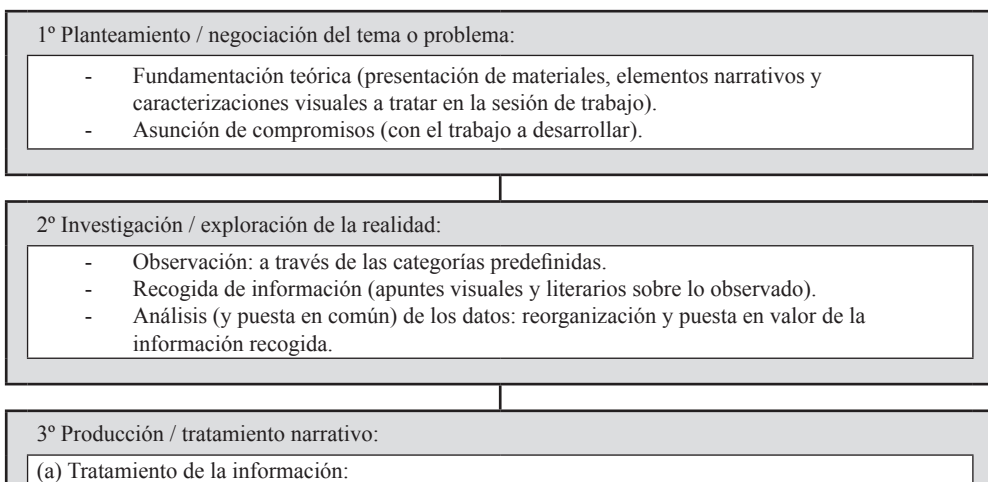 1º Planteamiento / negociación del tema o problema:
- Fundamentación teórica (presentación de materiales, elementos narrativos y
caracterizaciones visuales a tratar en la sesión de trabajo).
- Asunción de compromisos (con el trabajo a desarrollar).
2º Investigación / exploración de la realidad:
- Observación: a través de las categorías predefinidas.
- Recogida de información (apuntes visuales y literarios sobre lo observado).
- Análisis (y puesta en común) de los datos: reorganización y puesta en valor de la
información recogida.
3º Producción / tratamiento narrativo:
(a) Tratamiento de la información: